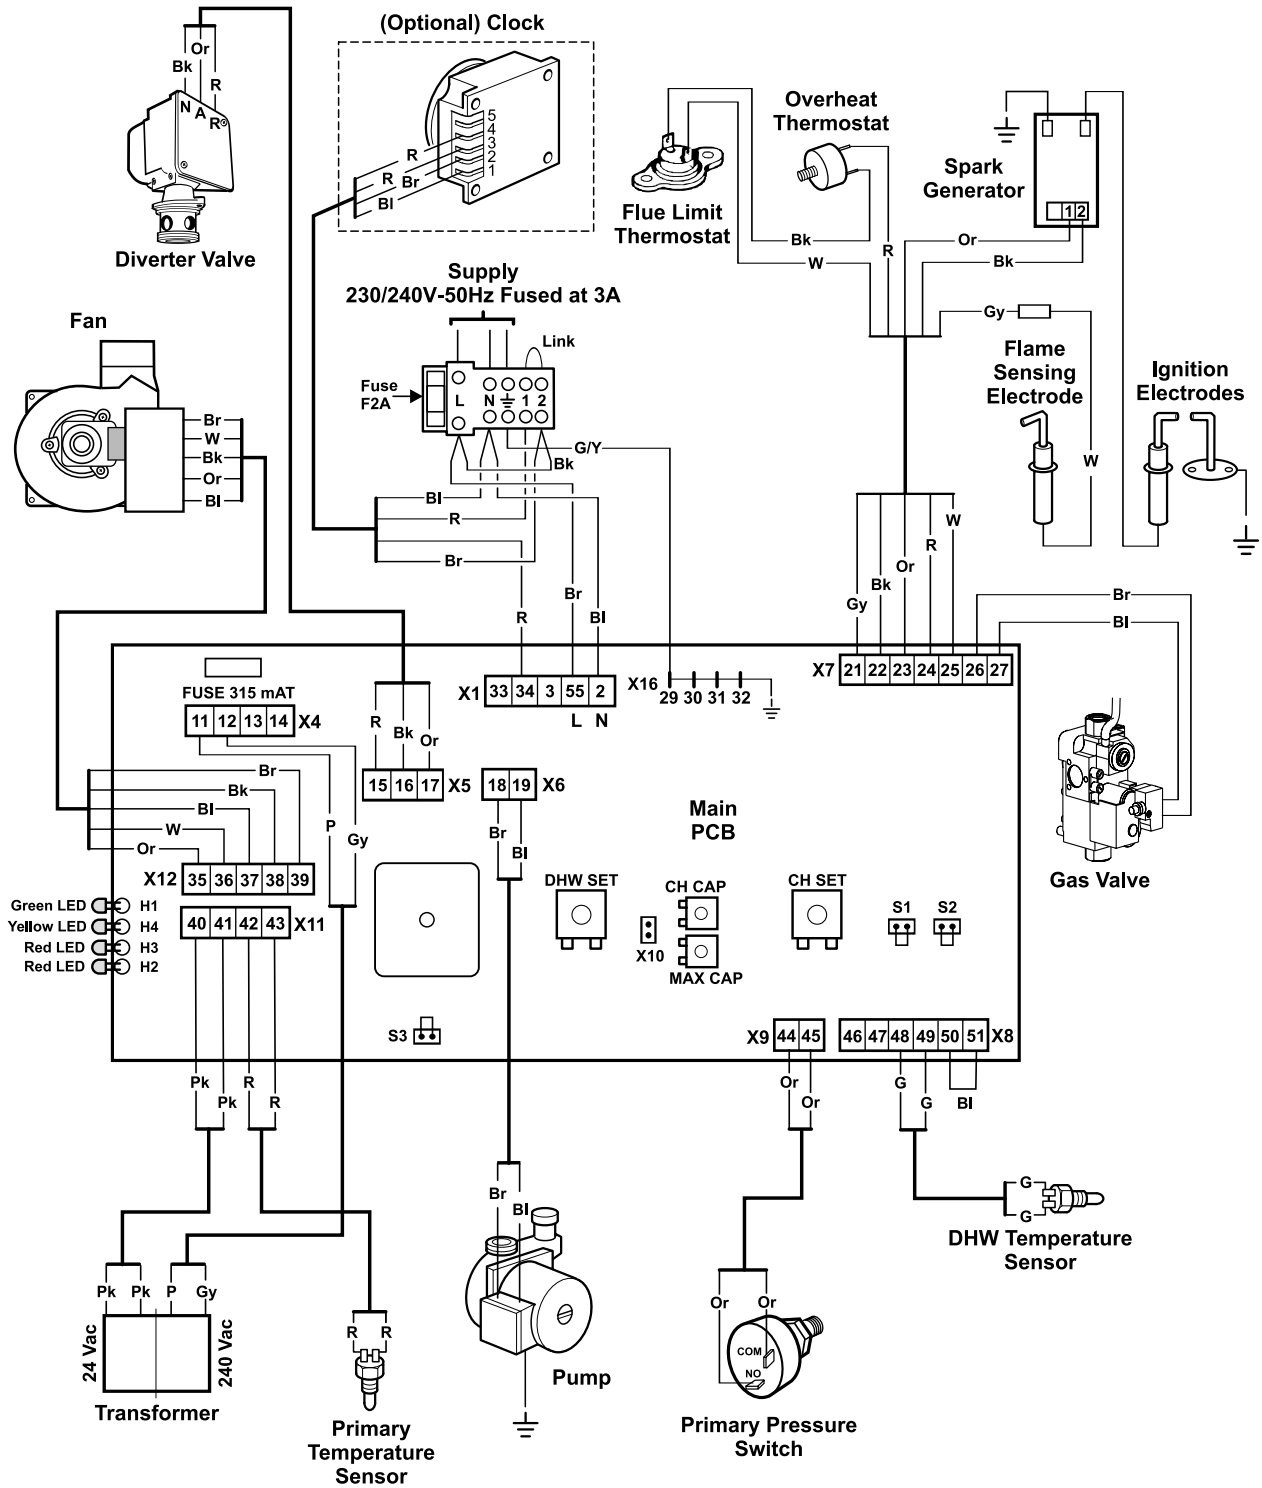 (Optional) Clock
Or
Bk
R
N
A
R
Diverter Valve
5
4
3
2
1
R
R
Br
Bl
Flue Limit
Thermostat
Overheat
Thermostat
Spark
Generator
1 2
Bk
R
W
Or
Bk
Gy
Flame
Sensing
Electrode
Ignition
Electrodes
W
Supply
230/240V-50Hz Fused at 3A
Link
Fuse
F2A
L N 1 2
G/Y
Bk
Bl
R
Br
R
Br
Bl
Fan
Br
W
Bk
Or
Bl
W
R
Or
Bk
Gy
Br
Bl
X7 21 22 23 24 25 26 27
X1 33 34 3 55 2
L N
X16
29 30 31 32
FUSE 315 mAT
11 12 13 14 X4
R
Bk
Or
15 16 17 X5
18 19 X6
Br
Bl
Main
PCB
Br
Bk
Bl
W
Or
P
Gy
X12 35 36 37 38 39
Green LED H1
Yellow LED H4
Red LED H3
Red LED H2
40 41 42 43 X11
DHW SET
CH CAP
X10
MAX CAP
CH SET
S1
S2
S3
X9 44 45
46 47 48 49 50 51 X8
Gas Valve
Pk
Pk
R
R
Or
Or
G
G
Bl
G
G
DHW Temperature
Sensor
Br
Bl
Pump
Pk Pk P Gy
24 Vac
240 Vac
Transformer
R R
Primary
Temperature
Sensor
Or Or
COM
NO
Primary Pressure
Switch